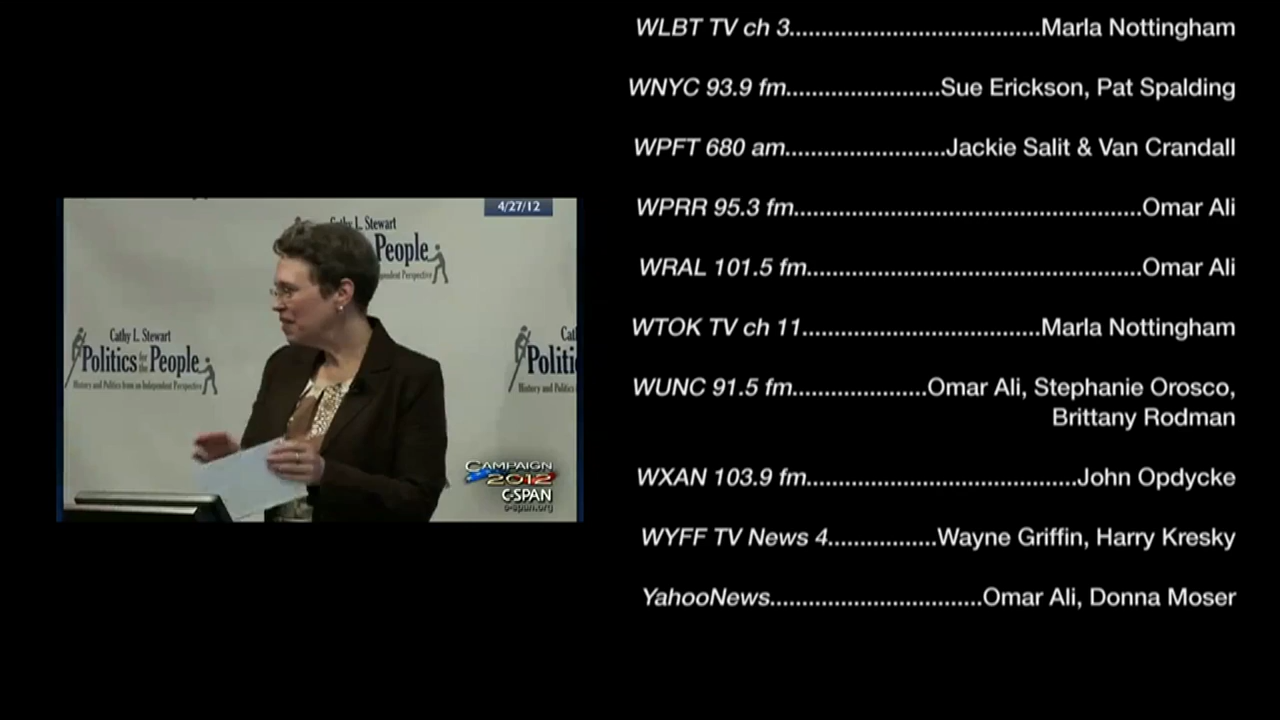 WLBT TV ch 3.......................................Marla Nottingham
WNYC 93.9 fm........................Sue Erickson, Pat Spalding
WPFT 680 am.........................Jackie Salit & Van Crandall
WPRR 95.3 fm......................................................Omar Ali
WRAL 101.5 fm....................................................Omar Ali
WTOK TV ch 11.....................................Marla Nottingham
WUNC 91.5 fm.....................Omar Ali, Stephanie Orosco,
Brittany Rodman
WXAN 103.9 fm..........................................John Opdycke
WYFF TV News 4.................Wayne Griffin, Harry Kresky
YahooNews.................................Omar Ali, Donna Moser
4/27/12
Cathy L. Stewart
People
Cathy L. Stewart
Politics for the People
History and Politics from an Independent Perspective
Politi
History and Politics
CAMPAIGN
2012
C-SPAN
c-span.org